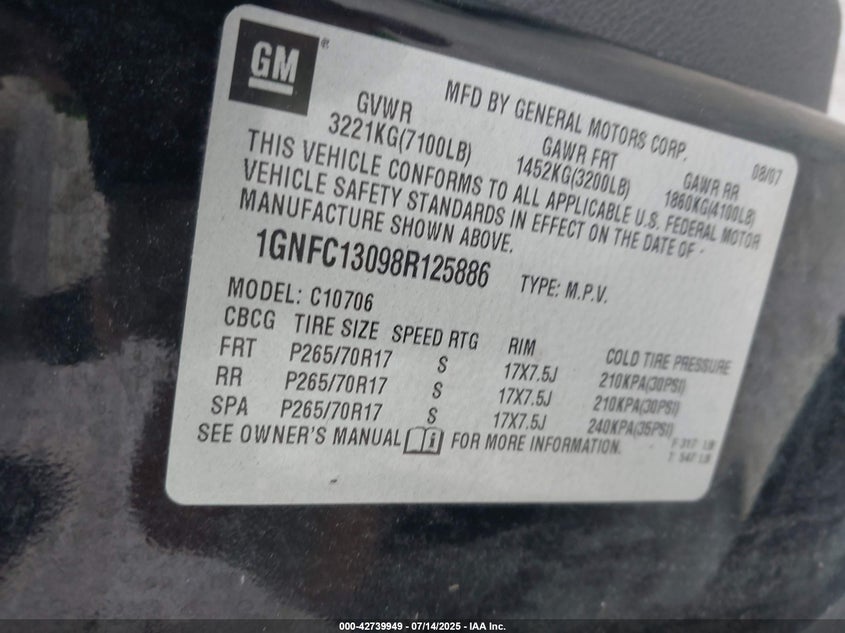 GM ®
MFD BY GENERAL MOTORS CORP. 08/07
GVWR GAWR FRT GAWR RR
3221KG(7100LB) 1452KG(3200LB) 1860KG(4100LB)
THIS VEHICLE CONFORMS TO ALL APPLICABLE U.S. FEDERAL MOTOR
VEHICLE SAFETY STANDARDS IN EFFECT ON THE DATE OF -
MANUFACTURE SHOWN ABOVE.
1GNFC13098R125886 TYPE: M.P.V.
MODEL: C10706
CBCG TIRE SIZE SPEED RTG RIM COLD TIRE PRESSURE
FRT P265/70R17 S 17X7.5J 210KPA(30PSI)
RR P265/70R17 S 17X7.5J 210KPA(30PSI)
SPA P265/70R17 S 17X7.5J 240KPA(35PSI)
SEE OWNER'S MANUAL i FOR MORE INFORMATION. F 317 LB
T 547 LB
000-42739949 - 07/14/2025 - IAA Inc.